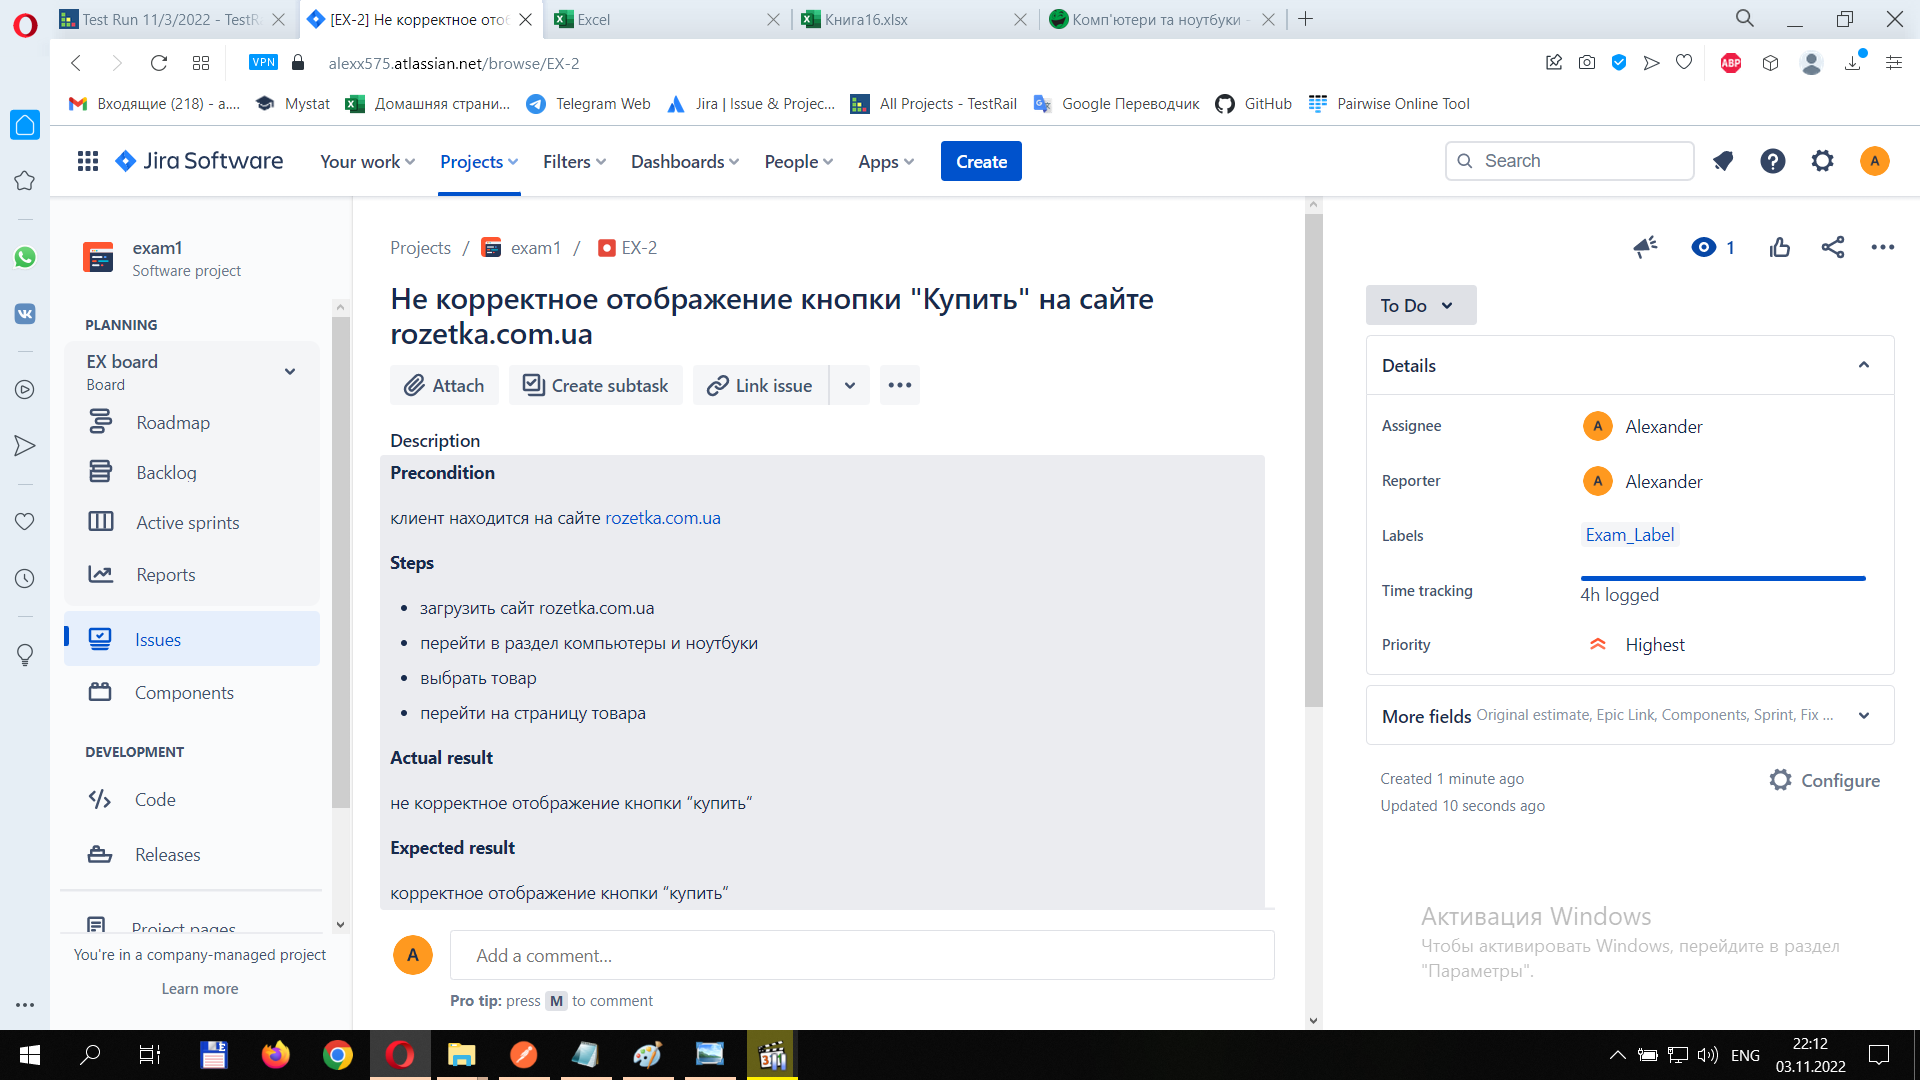 Test Run 11/3/2022 - TestR
[EX-2] Не корректное отоб
Excel
Книга16.xlsx
Комп'ютери та ноутбуки -
VPN
alexx575.atlassian.net/browse/EX-2
ABP
Входящие (218) - a....
Mystat
Домашняя страни...
Telegram Web
Jira | Issue & Projec...
All Projects - TestRail
Google Переводчик
GitHub
Pairwise Online Tool
Jira Software
Your work
Projects
Filters
Dashboards
People
Apps
Create
Search
A
exam1
Software project
PLANNING
EX board
Board
Roadmap
Backlog
Active sprints
Reports
Issues
Components
DEVELOPMENT
Code
Releases
Project pages
You're in a company-managed project
Learn more
Projects / exam1 / EX-2
Не корректное отображение кнопки "Купить" на сайте
rozetka.com.ua
Attach
Create subtask
Link issue
Description
Precondition
клиент находится на сайте rozetka.com.ua
Steps
• загрузить сайт rozetka.com.ua
• перейти в раздел компьютеры и ноутбуки
• выбрать товар
• перейти на страницу товара
Actual result
не корректное отображение кнопки “купить”
Expected result
корректное отображение кнопки “купить”
A
Add a comment...
Pro tip: press M to comment
1
To Do
Details
Assignee
A
Alexander
Reporter
A
Alexander
Labels
Exam_Label
Time tracking
4h logged
Priority
Highest
More fields Original estimate, Epic Link, Components, Sprint, Fix ...
Created 1 minute ago
Updated 10 seconds ago
Configure
Активация Windows
Чтобы активировать Windows, перейдите в раздел
"Параметры".
ENG
22:12
03.11.2022